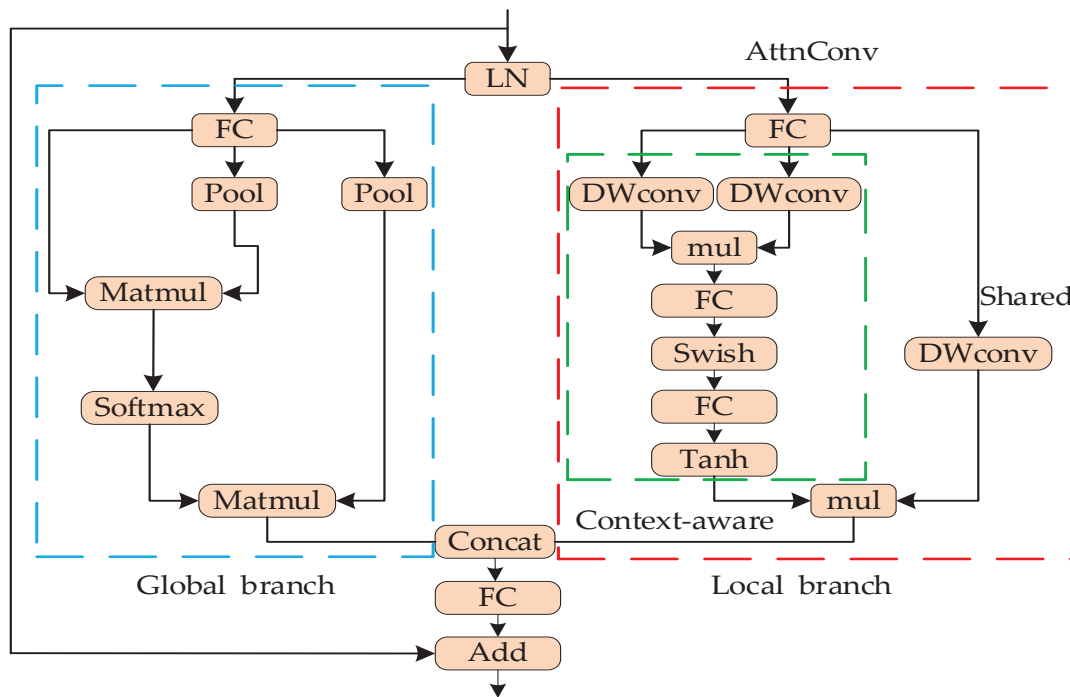 AttnConv
LN
FC
FC
Pool
Pool
DWconv
DWconv
mul
Matmul
FC
Shared
Swish
DWconv
Softmax
FC
Tanh
Matmul
mul
Context-aware
Concat
Global branch
Local branch
FC
Add